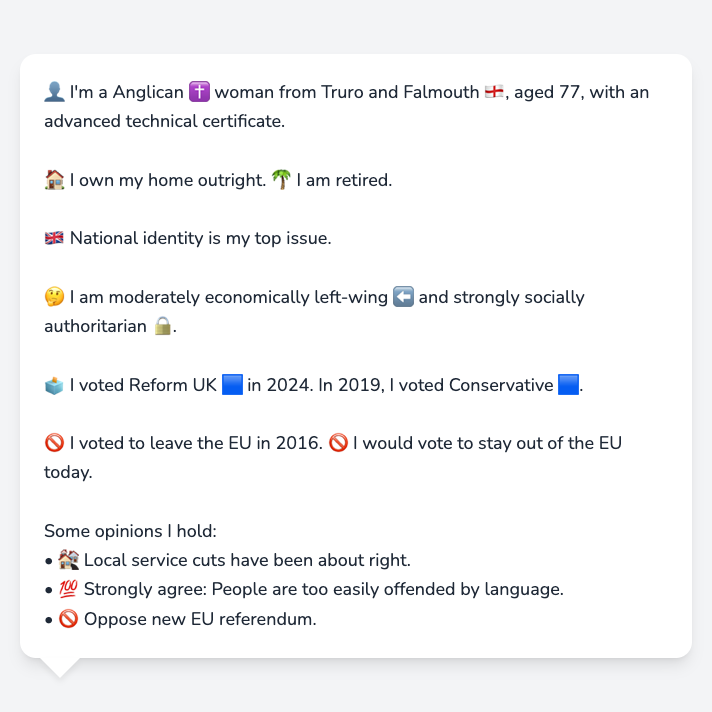 👤 I'm a Anglican ✝️ woman from Truro and Falmouth 🏴󠁧󠁢󠁥󠁮󠁧󠁿, aged 77, with an
advanced technical certificate.
🏠 I own my home outright. 🌴 I am retired.
🇬🇧 National identity is my top issue.
🤔 I am moderately economically left-wing ⬅️ and strongly socially
authoritarian 🔒.
🗳️ I voted Reform UK 🟦 in 2024. In 2019, I voted Conservative 🟦.
🚫 I voted to leave the EU in 2016. 🚫 I would vote to stay out of the EU
today.
Some opinions I hold:
• 🏘️ Local service cuts have been about right.
• 💯 Strongly agree: People are too easily offended by language.
• 🚫 Oppose new EU referendum.